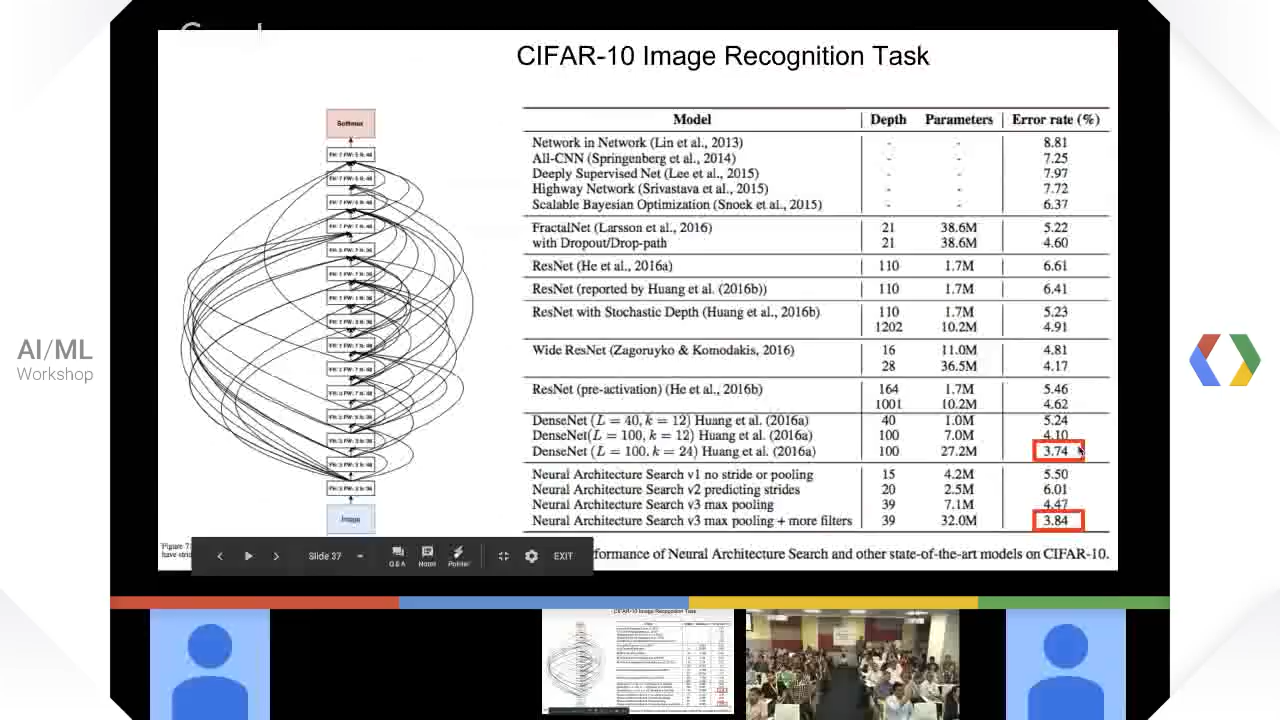 CIFAR-10 Image Recognition Task
Softmax
Image
Model Depth Parameters Error rate (%)
Network in Network (Lin et al., 2013) - - 8.81
All-CNN (Springenberg et al., 2014) - - 7.25
Deeply Supervised Net (Lee et al., 2015) - - 7.97
Highway Network (Srivastava et al., 2015) - - 7.72
Scalable Bayesian Optimization (Snoek et al., 2015) - - 6.37
FractalNet (Larsson et al., 2016) 21 38.6M 5.22
with Dropout/Drop-path 21 38.6M 4.60
ResNet (He et al., 2016a) 110 1.7M 6.61
ResNet (reported by Huang et al. (2016b)) 110 1.7M 6.41
ResNet with Stochastic Depth (Huang et al., 2016b) 110 1.7M 5.23
1202 10.2M 4.91
Wide ResNet (Zagoruyko & Komodakis, 2016) 16 11.0M 4.81
28 36.5M 4.17
ResNet (pre-activation) (He et al., 2016b) 164 1.7M 5.46
1001 10.2M 4.62
DenseNet (L = 40, k = 12) Huang et al. (2016a) 40 1.0M 5.24
DenseNet(L = 100, k = 12) Huang et al. (2016a) 100 7.0M 4.10
DenseNet (L = 100, k = 24) Huang et al. (2016a) 100 27.2M 3.74
Neural Architecture Search v1 no stride or pooling 15 4.2M 5.50
Neural Architecture Search v2 predicting strides 20 2.5M 6.01
Neural Architecture Search v3 max pooling 39 7.1M 4.47
Neural Architecture Search v3 max pooling + more filters 39 32.0M 3.84
Figure 7
have stric
formance of Neural Architecture Search and other state-of-the-art models on CIFAR-10.
Slide 37
Q&A
Notes
Pointer
EXIT
AI/ML
Workshop
CIFAR-10 Image Recognition Task